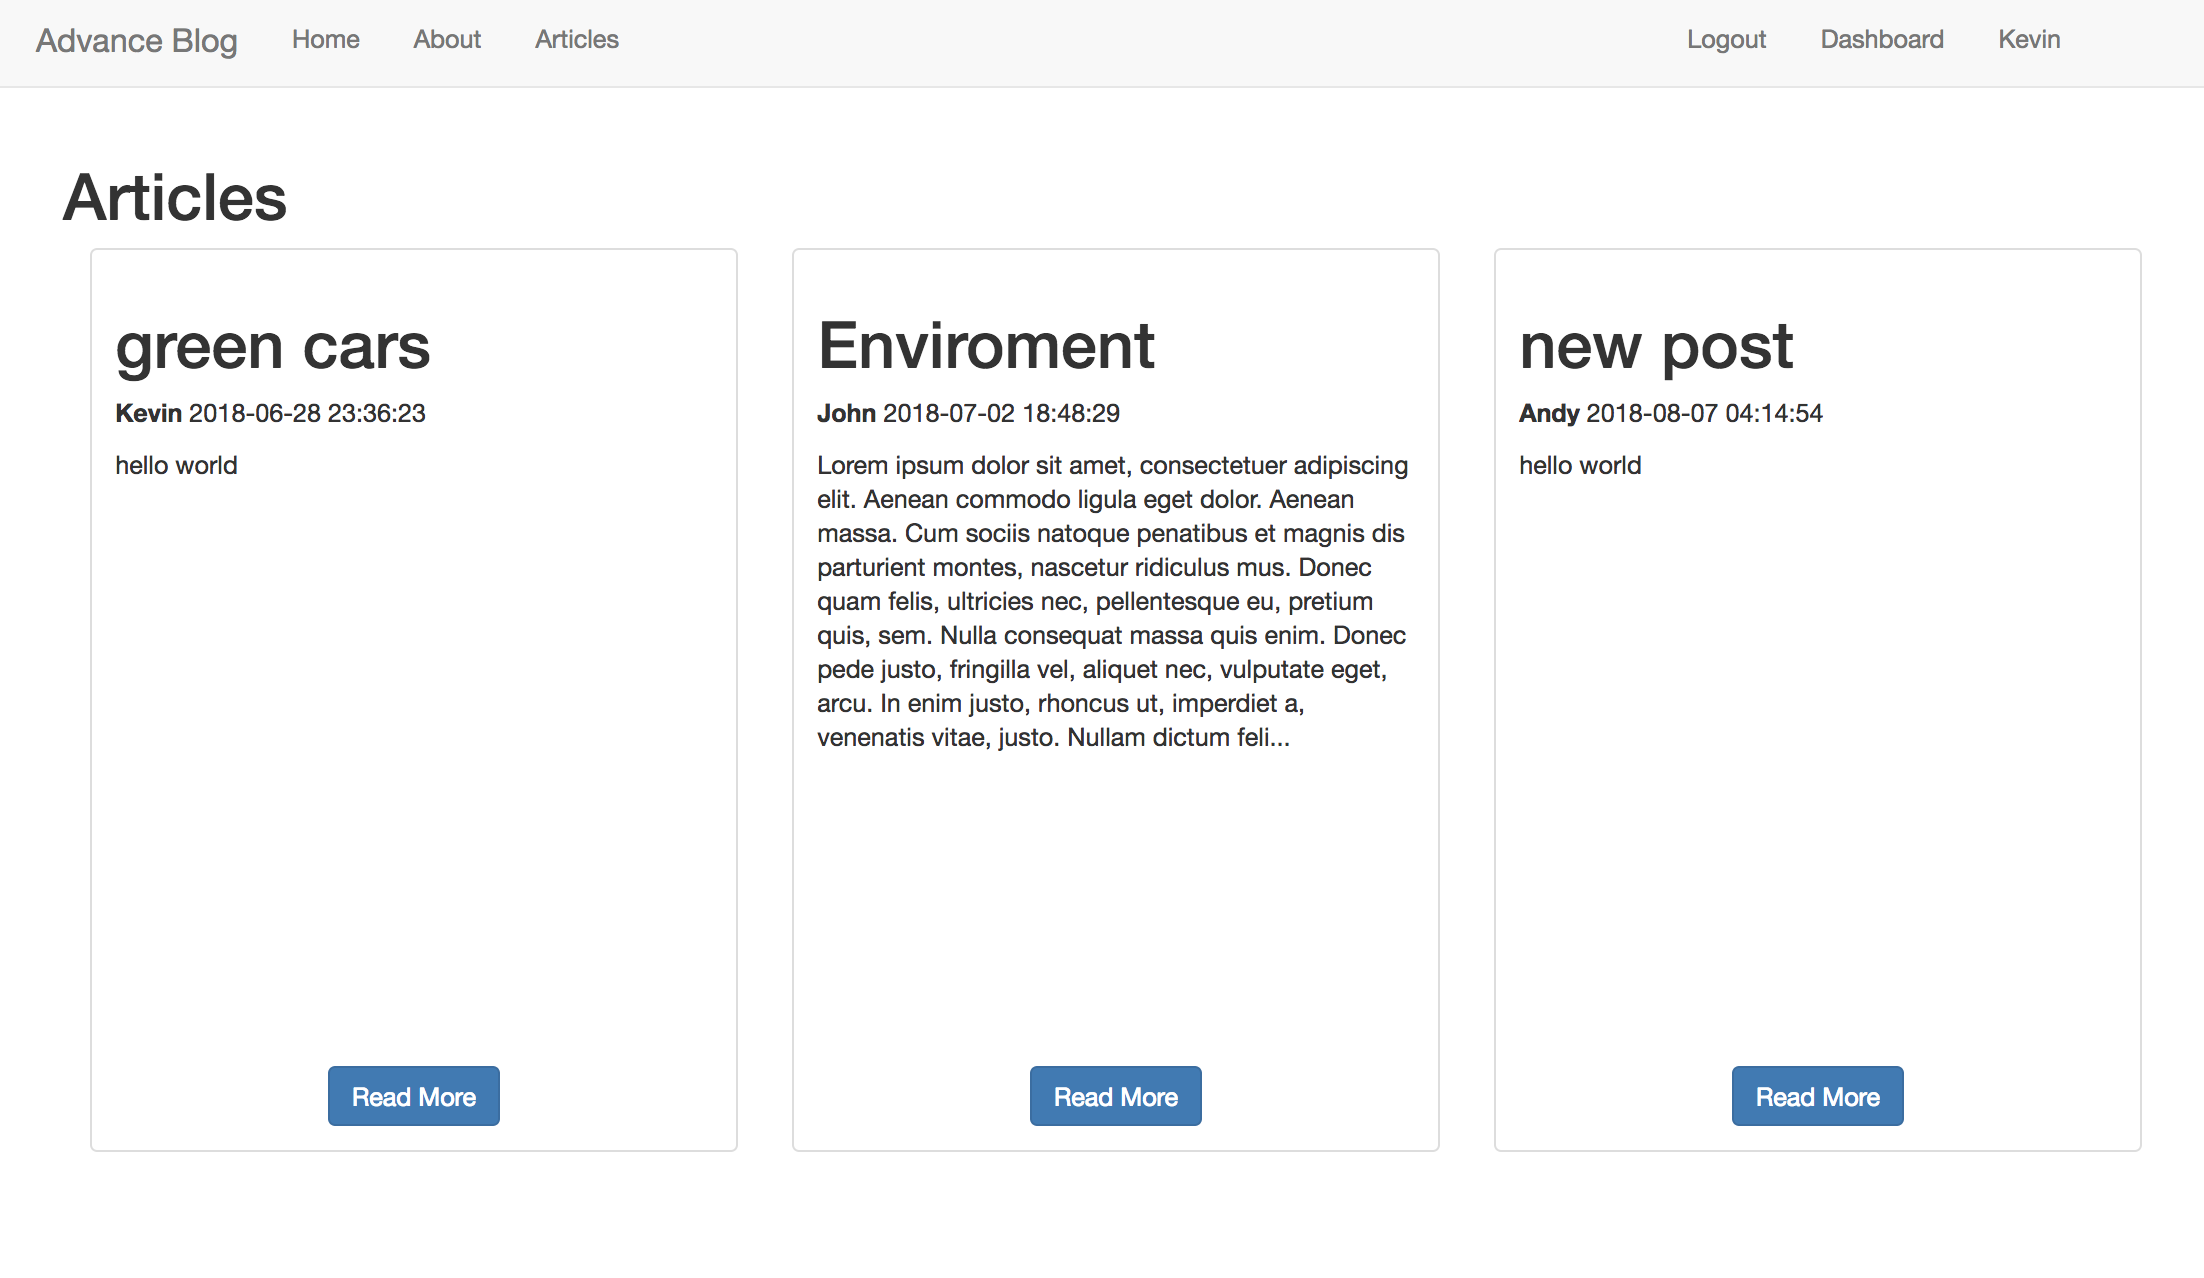 Advance Blog Home About Articles Logout Dashboard Kevin
Articles
green cars
Kevin 2018-06-28 23:36:23
hello world
Read More
Enviroment
John 2018-07-02 18:48:29
Lorem ipsum dolor sit amet, consectetuer adipiscing
elit. Aenean commodo ligula eget dolor. Aenean
massa. Cum sociis natoque penatibus et magnis dis
parturient montes, nascetur ridiculus mus. Donec
quam felis, ultricies nec, pellentesque eu, pretium
quis, sem. Nulla consequat massa quis enim. Donec
pede justo, fringilla vel, aliquet nec, vulputate eget,
arcu. In enim justo, rhoncus ut, imperdiet a,
venenatis vitae, justo. Nullam dictum feli...
Read More
new post
Andy 2018-08-07 04:14:54
hello world
Read More